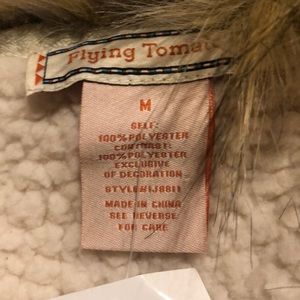 Flying Tomato
M
SELF:
100% POLYESTER
CONTRAST:
100% POLYESTER
EXCLUSIVE
OF DECORATION
MADE IN CHINA
SEE REVERSE
FOR CARE